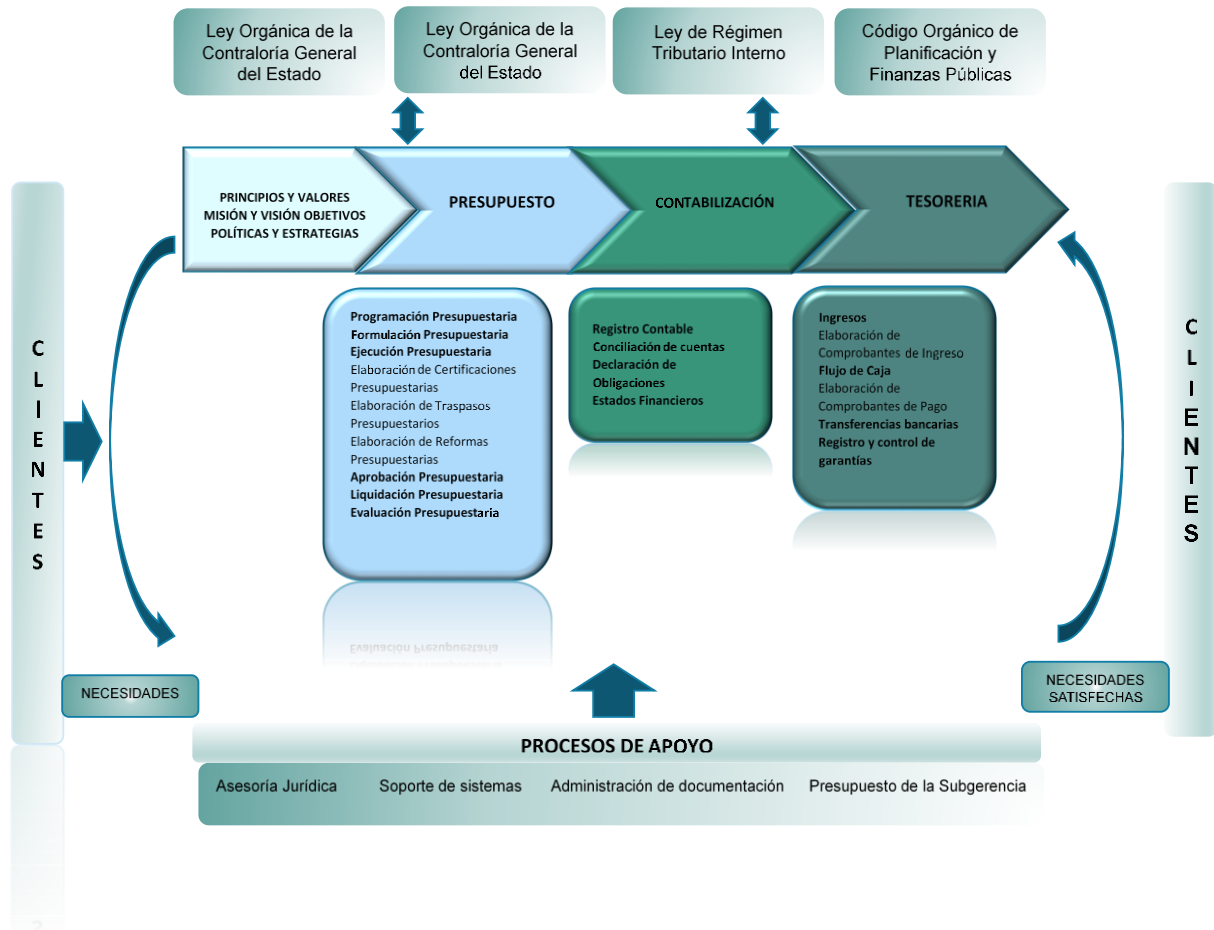 Ley Orgánica de la
Contraloría General
del Estado
Ley Orgánica de la
Contraloría General
del Estado
Ley de Régimen
Tributario Interno
Código Orgánico de
Planificación y
Finanzas Públicas
PRINCIPIOS Y VALORES
MISIÓN Y VISIÓN OBJETIVOS
POLÍTICAS Y ESTRATEGIAS
PRESUPUESTO
CONTABILIZACIÓN
TESORERIA
CLIENTES
Programación Presupuestaria
Formulación Presupuestaria
Ejecución Presupuestaria
Elaboración de Certificaciones
Presupuestarias
Elaboración de Traspasos
Presupuestarios
Elaboración de Reformas
Presupuestarias
Aprobación Presupuestaria
Liquidación Presupuestaria
Evaluación Presupuestaria
Registro Contable
Conciliación de cuentas
Declaración de
Obligaciones
Estados Financieros
Ingresos
Elaboración de
Comprobantes de Ingreso
Flujo de Caja
Elaboración de
Comprobantes de Pago
Transferencias bancarias
Registro y control de
garantías
CLIENTES
NECESIDADES
NECESIDADES
SATISFECHAS
PROCESOS DE APOYO
Asesoría Jurídica
Soporte de sistemas
Administración de documentación
Presupuesto de la Subgerencia